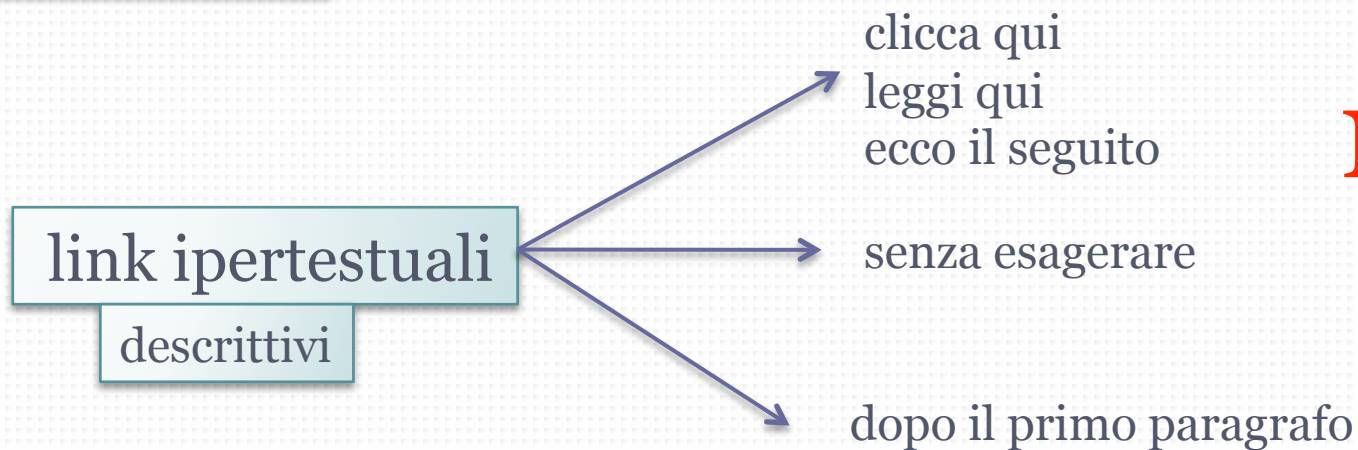 clicca qui
leggi qui
ecco il seguito
link ipertestuali
senza esagerare
descrittivi
dopo il primo paragrafo